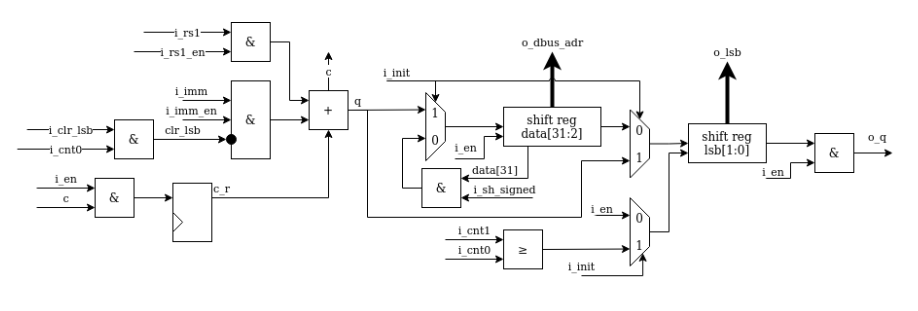 i_rs1
i_rs1_en
&
i_imm
i_imm_en
&
i_clr_lsb
i_cnt0
&
clr_lsb
i_en
c
&
c_r
c
+
q
i_init
1
0
i_en
o_dbus_adr
shift reg
data[31:2]
data[31]
i_sh_signed
&
0
1
i_en
0
1
i_cnt1
i_cnt0
≥
i_init
o_lsb
shift reg
lsb[1:0]
i_en
&
o_q